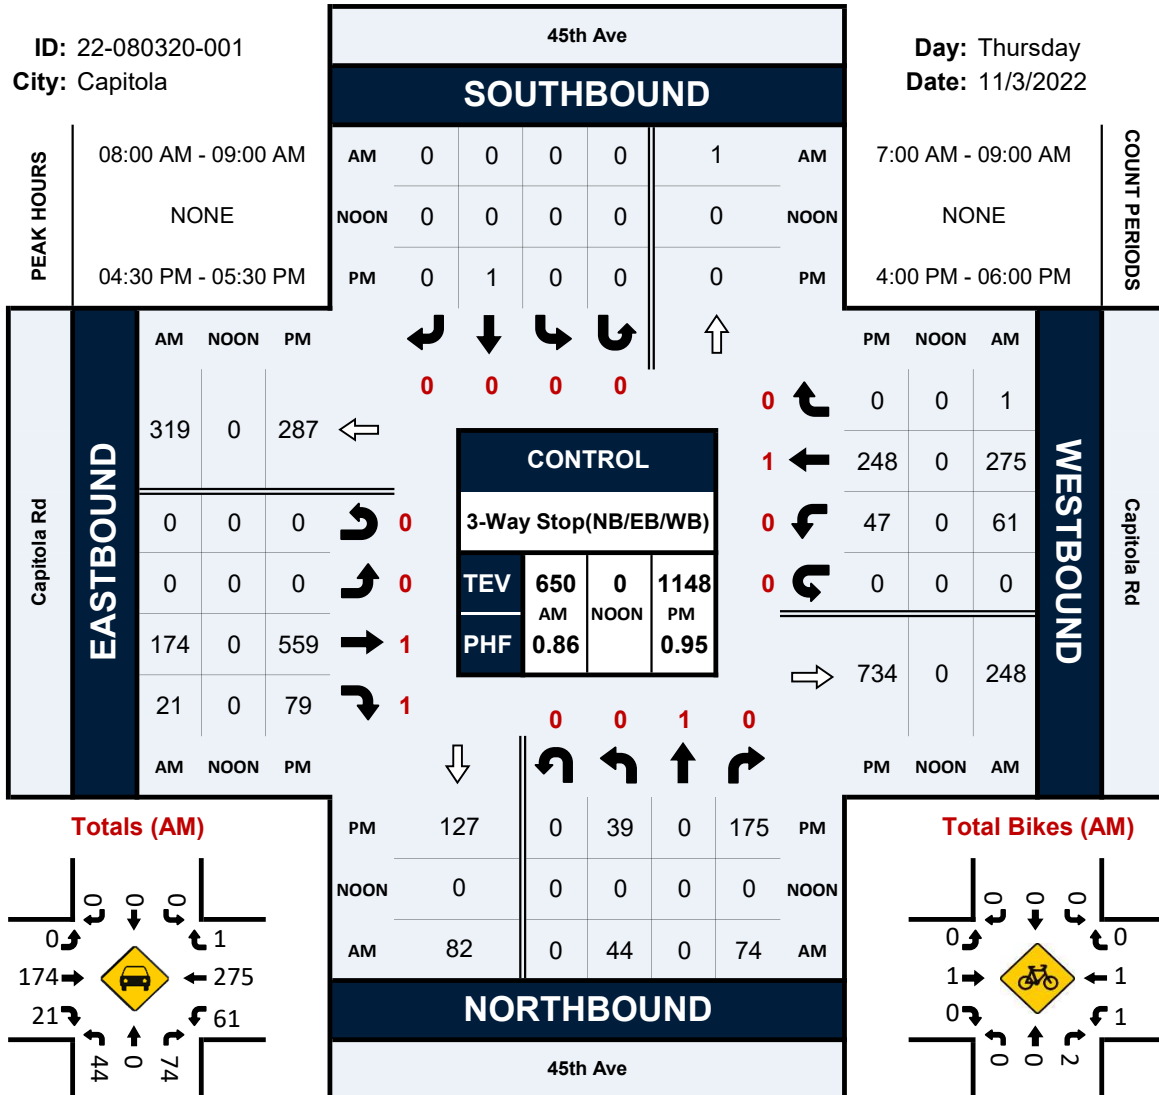 ID: 22-080320-001
City: Capitola
45th Ave
Day: Thursday
Date: 11/3/2022
SOUTHBOUND
PEAK HOURS
08:00 AM - 09:00 AM
NONE
04:30 PM - 05:30 PM
AM 0 0 0 0 1 AM
NOON 0 0 0 0 0 NOON
PM 0 1 0 0 0 PM
7:00 AM - 09:00 AM
NONE
4:00 PM - 06:00 PM
COUNT PERIODS
0 0 0 0
Capitola Rd
EASTBOUND
AM NOON PM
319 0 287
0 0 0 0
0 0 0 0
174 0 559 1
21 0 79 1
AM NOON PM
CONTROL
3-Way Stop(NB/EB/WB)
TEV 650 0 1148
AM NOON PM
PHF 0.86 0.95
PM NOON AM
0 0 0 1
1 248 0 275
0 47 0 61
0 0 0 0
734 0 248
PM NOON AM
WESTBOUND
Capitola Rd
0 0 1 0
PM 127 0 39 0 175 PM
NOON 0 0 0 0 0 NOON
AM 82 0 44 0 74 AM
NORTHBOUND
45th Ave
Totals (AM)
0 0 0
0 1
174 275
21 61
44 0 74
Total Bikes (AM)
0 0 0
0 0
1 1
0 1
0 0 2